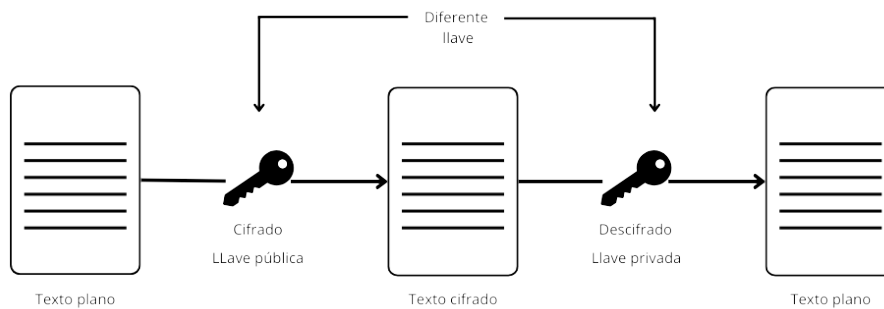 Diferente
llave
Cifrado
LLave pública
Descifrado
Llave privada
Texto plano
Texto cifrado
Texto plano